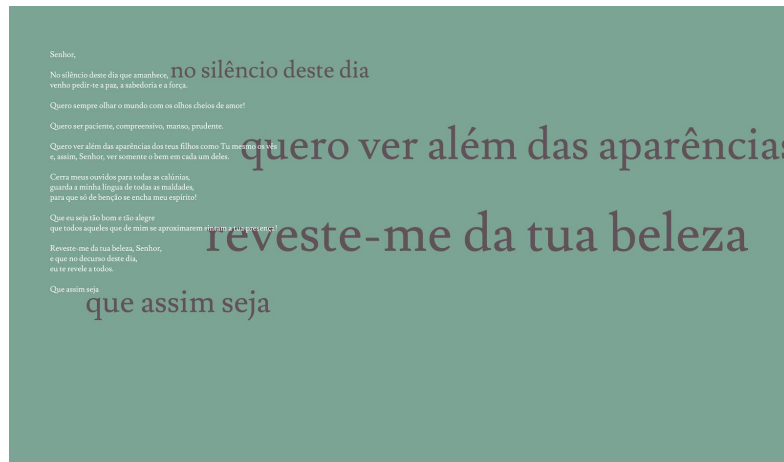 Senhor,
No silêncio deste dia que amanhece,
venho pedir-te a paz, a sabedoria e a força.
Quero sempre olhar o mundo com os olhos cheios de amor!
Quero ser paciente, compreensivo, manso, prudente.
Quero ver além das aparências dos teus filhos como Tu mesmo os vês
e, assim, Senhor, ver somente o bem em cada um deles.
Cerra meus ouvidos para todas as calúnias,
guarda a minha língua de todas as maldades,
para que só de benção se encha meu espírito!
Que eu seja tão bom e tão alegre
que todos aqueles que de mim se aproximarem sintam a tua presença!
Reveste-me da tua beleza, Senhor,
e que no decurso deste dia,
eu te revele a todos.
Que assim seja
no silêncio deste dia
quero ver além das aparências
reveste-me da tua beleza
que assim seja